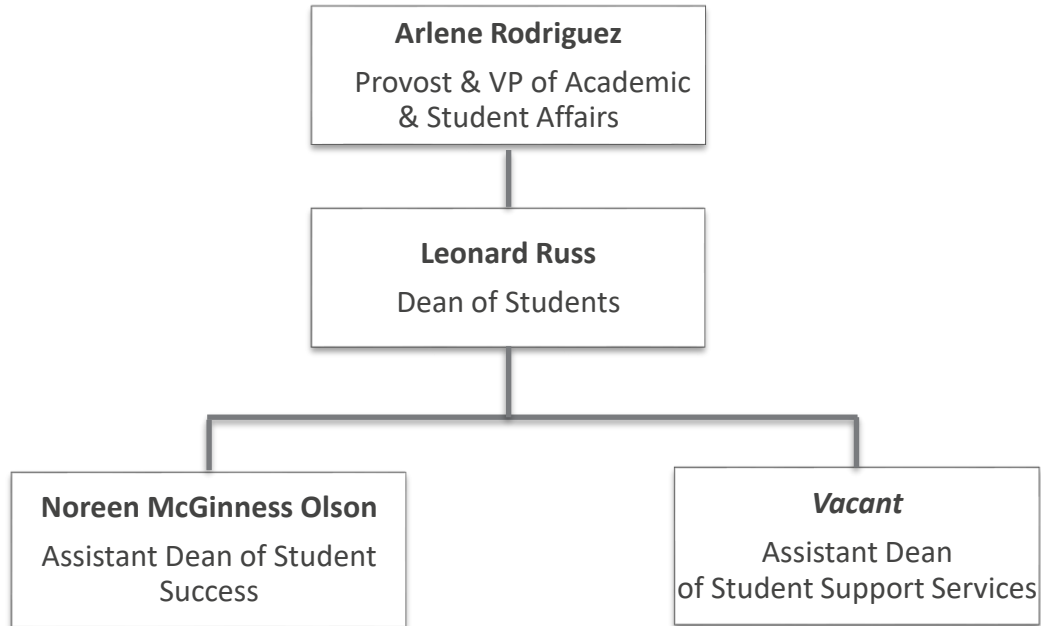 Arlene Rodriguez
Provost & VP of Academic
& Student Affairs
Leonard Russ
Dean of Students
Noreen McGinness Olson
Assistant Dean of Student
Success
Vacant
Assistant Dean
of Student Support Services